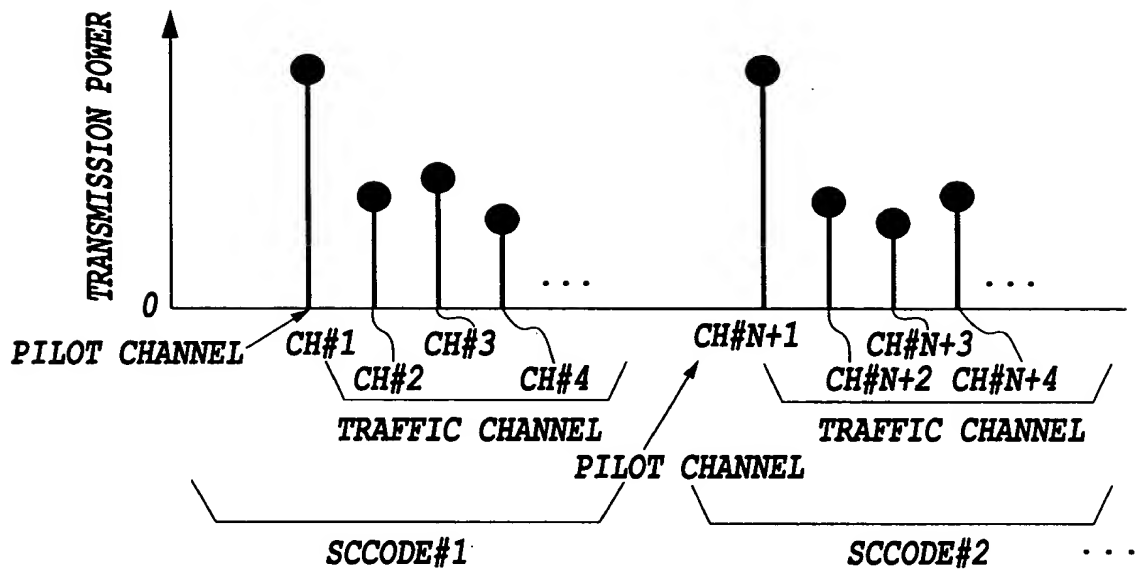 TRANSMISSION POWER
0
...
...
PILOT CHANNEL
CH#1
CH#2
CH#3
CH#4
CH#N+1
CH#N+2
CH#N+3
CH#N+4
TRAFFIC CHANNEL
TRAFFIC CHANNEL
PILOT CHANNEL
SCCODE#1
SCCODE#2
...